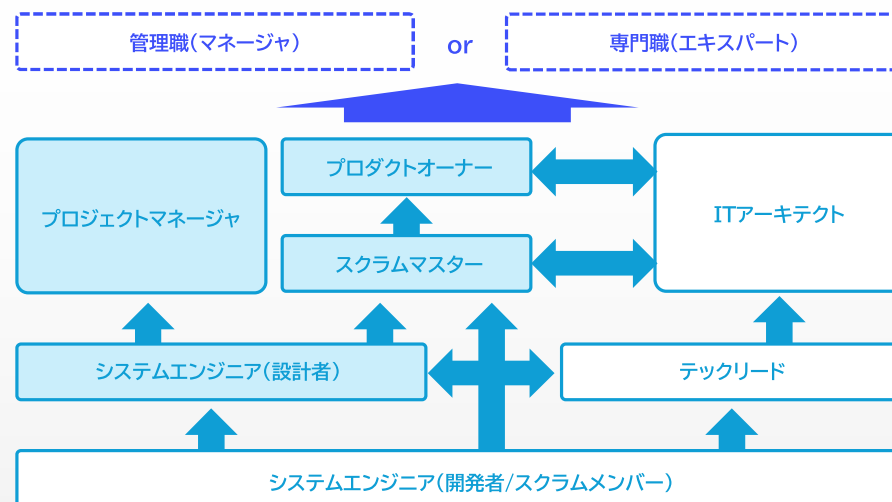 管理職(マネージャ)
or
専門職(エキスパート)
プロダクトオーナー
プロジェクトマネージャ
ITアーキテクト
スクラムマスター
システムエンジニア(設計者)
テックリード
システムエンジニア(開発者/スクラムメンバー)